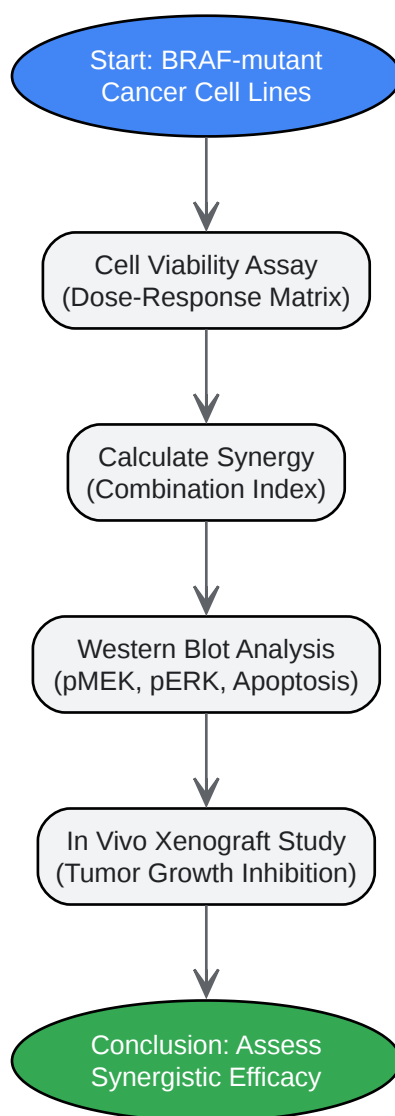 Start: BRAF-mutant
Cancer Cell Lines
Cell Viability Assay
(Dose-Response Matrix)
Calculate Synergy
(Combination Index)
Western Blot Analysis
(pMEK, pERK, Apoptosis)
In Vivo Xenograft Study
(Tumor Growth Inhibition)
Conclusion: Assess
Synergistic Efficacy